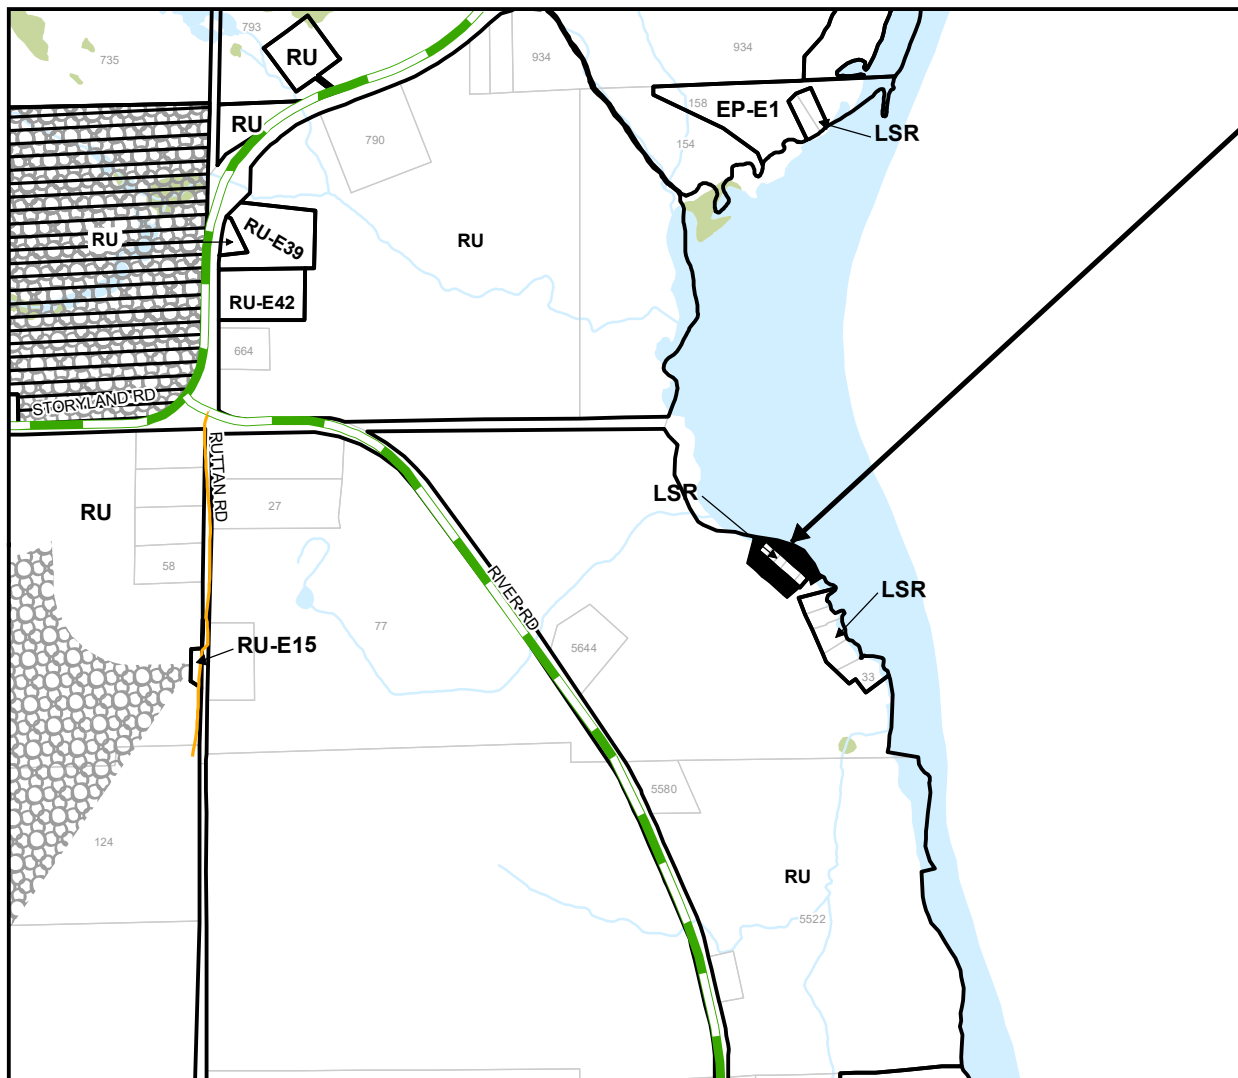 793
735
RU
934
934
158
EP-E1
LSR
RU
790
154
RU
RU-E39
RU
RU-E42
664
STORYLAND RD
RUTTAN RD
LSR
RU
27
58
RIVER RD
LSR
77
5644
RU-E15
33
5580
124
RU
5522